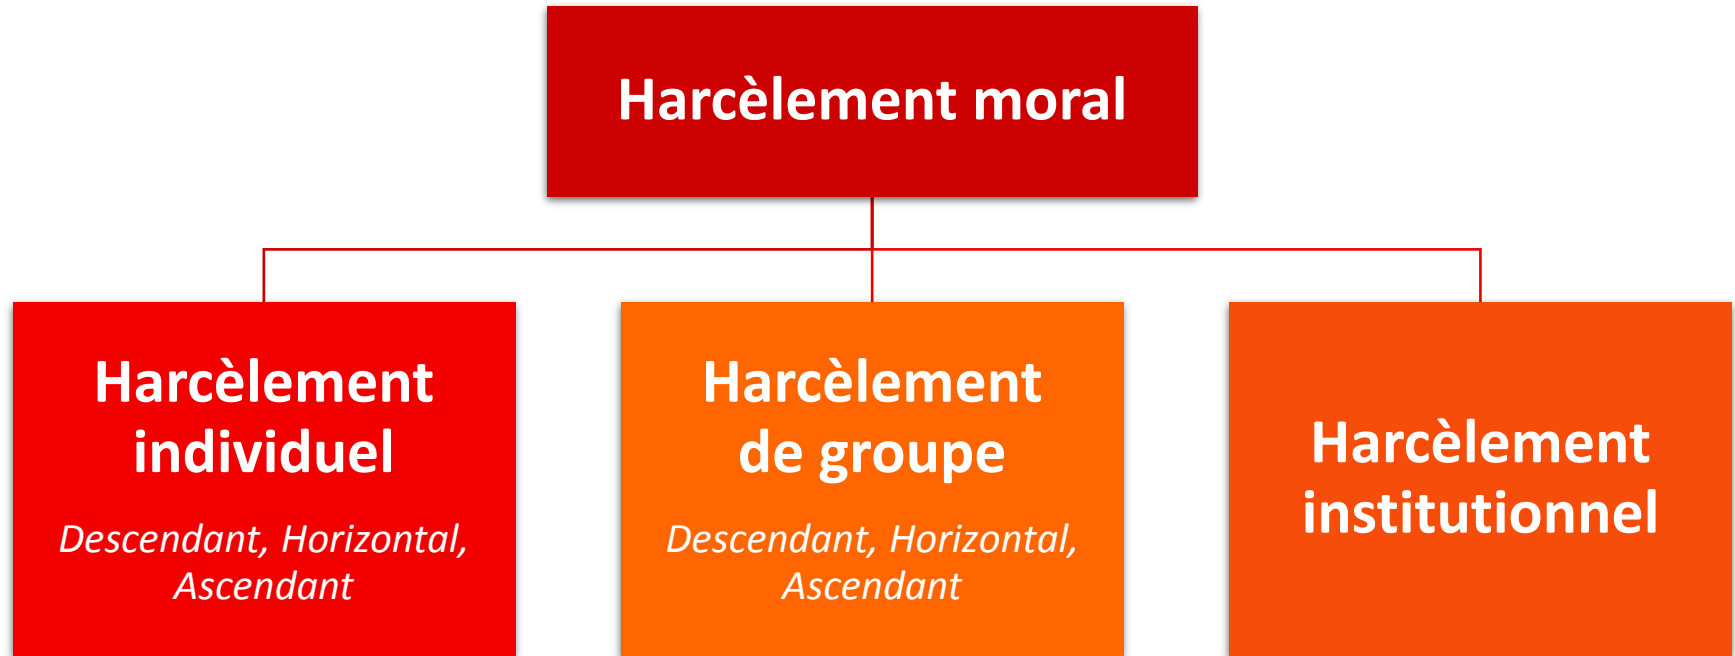 Harcèlement moral
Harcèlement
individuel
Descendant, Horizontal,
Ascendant
Harcèlement
de groupe
Descendant, Horizontal,
Ascendant
Harcèlement
institutionnel